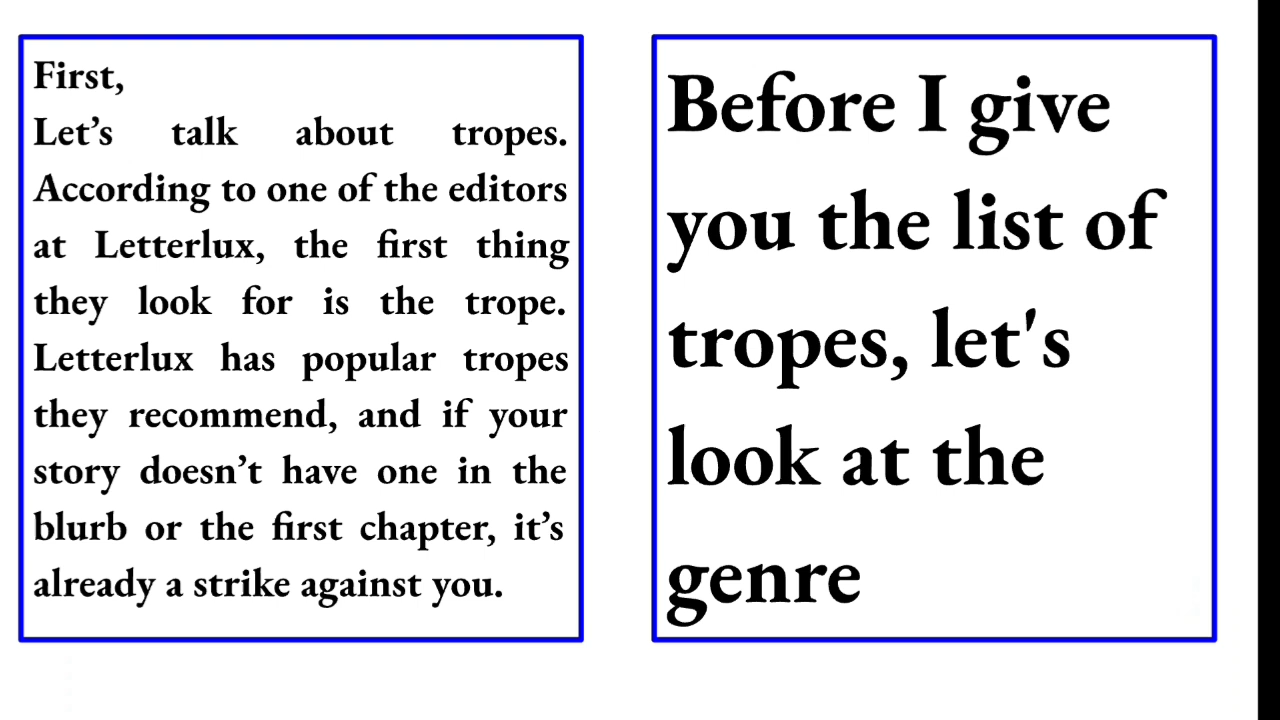 First,
Let’s talk about tropes.
According to one of the editors
at Letterlux, the first thing
they look for is the trope.
Letterlux has popular tropes
they recommend, and if your
story doesn’t have one in the
blurb or the first chapter, it’s
already a strike against you.
Before I give
you the list of
tropes, let's
look at the
genre